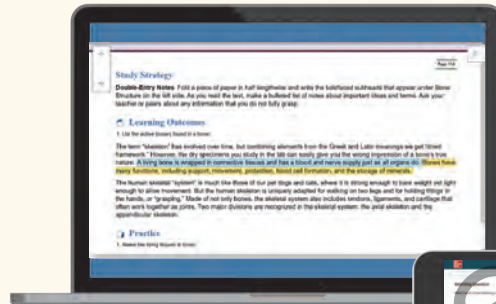 Study Strategy
Double-Entry Notes Fold a piece of paper in half lengthwise and write the boldfaced subheads that appear under Bone
Structure on the left side. As you read the text, make a bulleted list of notes about important ideas and terms. Ask your
teacher or peers about any information that you do not fully grasp.
Learning Outcomes
1. List the active tissues found in a bone.
The term "skeleton" has evolved over time, but combining elements from the Greek and Latin meanings we get "dried
framework." However, the dry specimens you study in the lab can easily give you the wrong impression of a bone's true
nature. A living bone is wrapped in connective tissues and has a blood and nerve supply just as all organs do. Bones have
many functions, including support, movement, protection, blood cell formation, and the storage of minerals.
The human skeletal "system" is much like those of our pet dogs and cats, where it is strong enough to bear weight yet light
enough to allow movement. But the human skeleton is uniquely adapted for walking on two legs and for holding things in
the hands, or "grasping." Made of not only bones, the skeletal system also includes tendons, ligaments, and cartilage that
often work together as joints. Two major divisions are recognized in the skeletal system: the axial skeleton and the
appendicular skeleton.
Practice